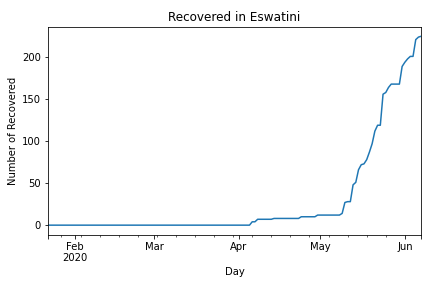 Recovered in Eswatini
Number of Recovered
200
150
100
50
0
Feb
2020
Mar
Apr
May
Jun
Day